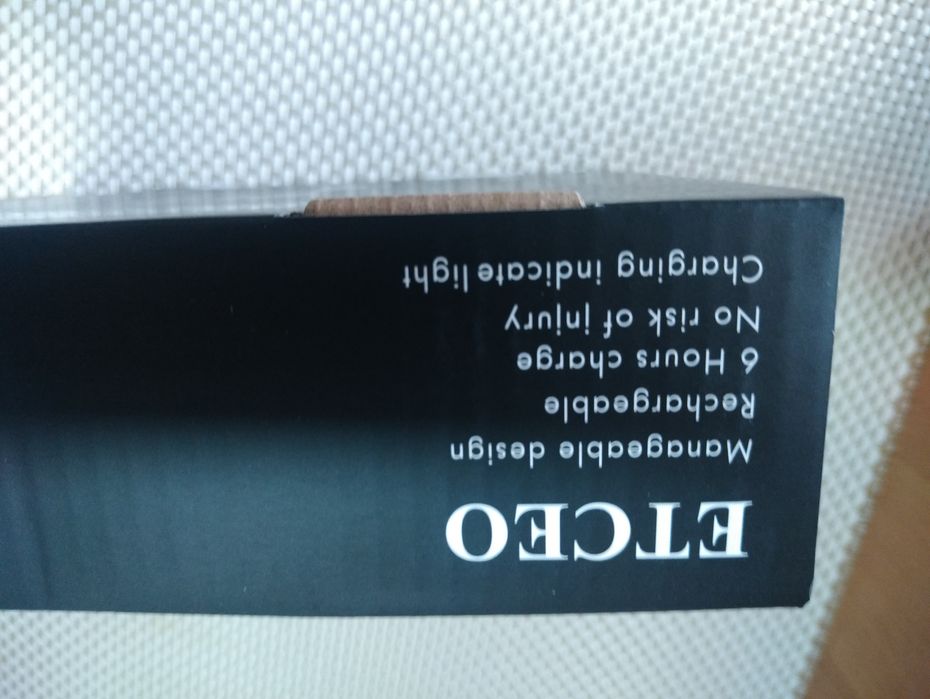 ETCEO
Manageable design
Rechargeable
6 Hours charge
No risk of injury
Charging indicate light